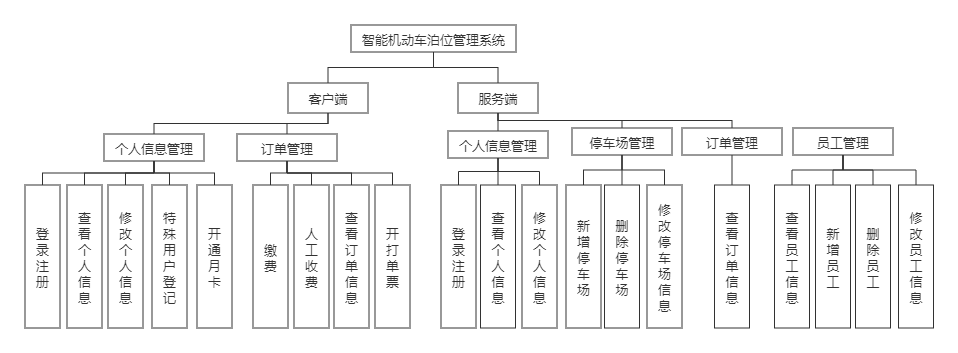 智能机动车泊位管理系统
客户端
服务端
个人信息管理
订单管理
个人信息管理
停车场管理
订单管理
员工管理
登录注册
查看个人信息
修改个人信息
特殊用户登记
开通月卡
缴费
人工收费
查看订单信息
开打单票
登录注册
查看个人信息
修改个人信息
新增停车场
删除停车场
修改停车场信息
查看订单信息
查看员工信息
新增员工
删除员工
修改员工信息